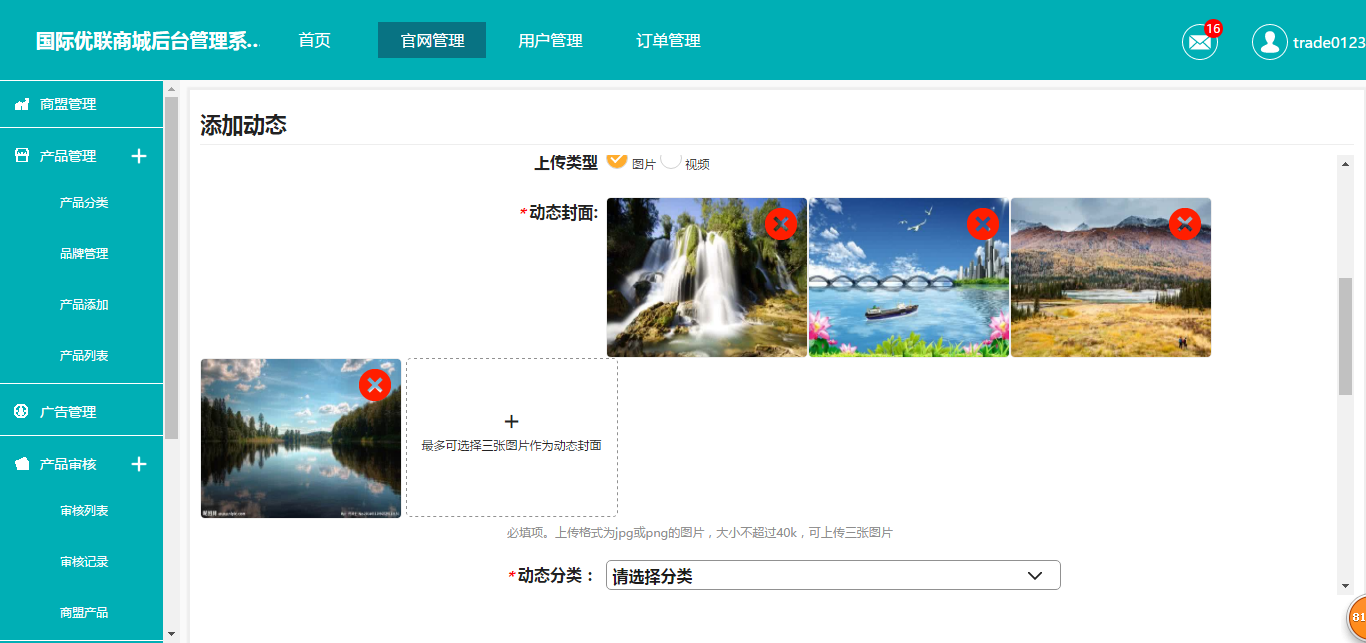 国际优联商城后台管理系...
首页
官网管理
用户管理
订单管理
16
trade0123
商盟管理
产品管理
产品分类
品牌管理
产品添加
产品列表
广告管理
产品审核
审核列表
审核记录
商盟产品
添加动态
上传类型 图片 视频
*动态封面:
最多可选择三张图片作为动态封面
必填项。上传格式为jpg或png的图片，大小不超过40k，可上传三张图片
*动态分类： 请选择分类
81